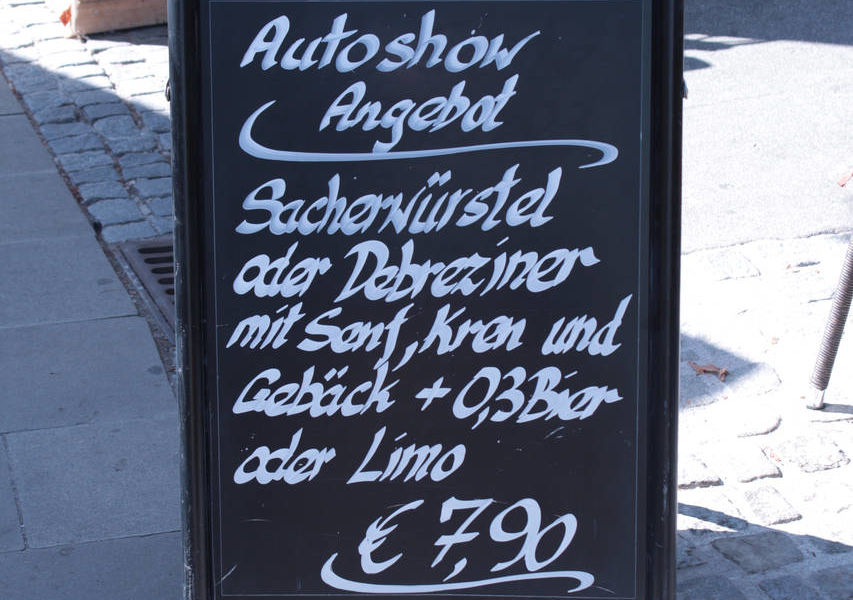 Autoshow
Angebot
Sacherwürstel
oder Debreziner
mit Senf, Kren und
Gebäck + 0,3 Bier
oder Limo
€ 7,90